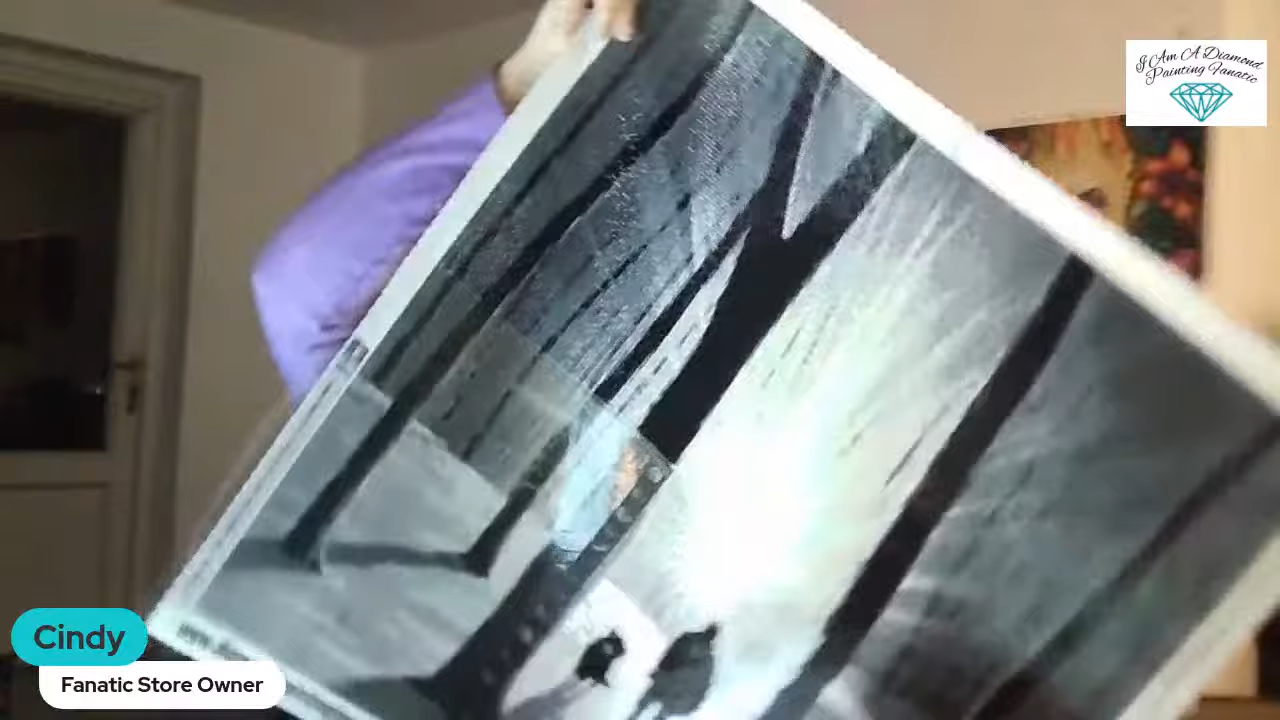 I Am A Diamond
Painting Fanatic
Cindy
Fanatic Store Owner